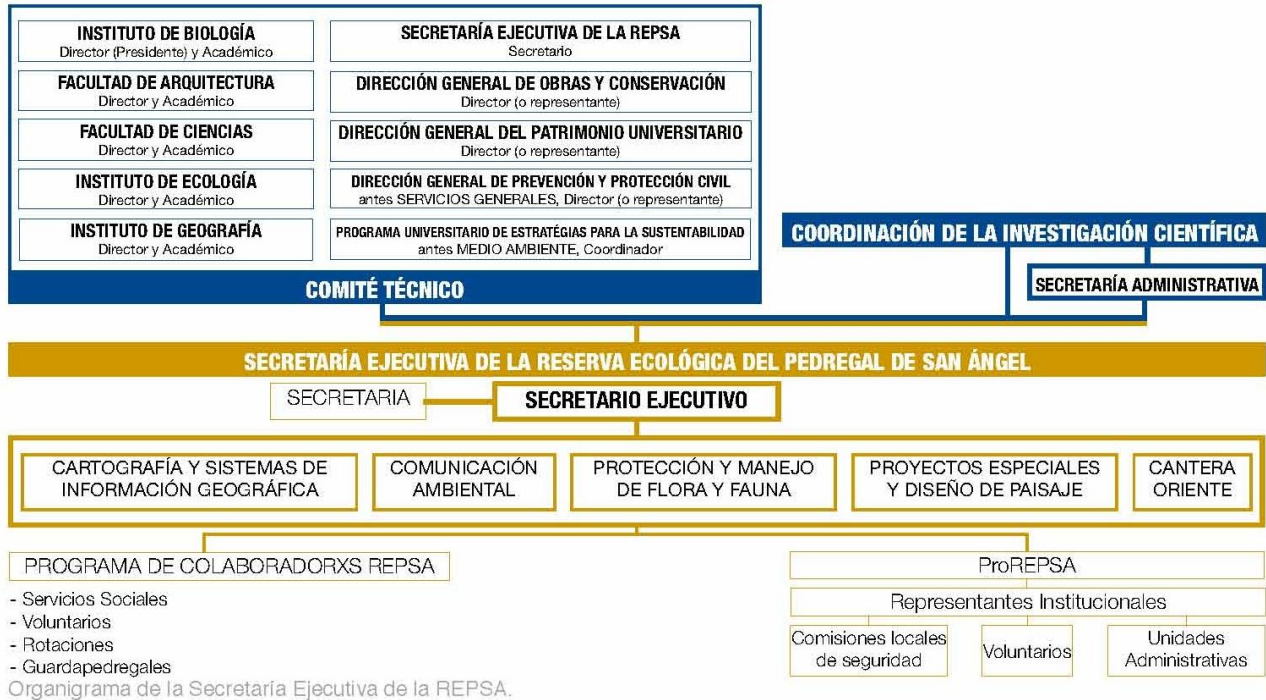 INSTITUTO DE BIOLOGÍA
Director (Presidente) y Académico
SECRETARÍA EJECUTIVA DE LA REPSA
Secretario
FACULTAD DE ARQUITECTURA
Director y Académico
DIRECCIÓN GENERAL DE OBRAS Y CONSERVACIÓN
Director (o representante)
FACULTAD DE CIENCIAS
Director y Académico
DIRECCIÓN GENERAL DEL PATRIMONIO UNIVERSITARIO
Director (o representante)
INSTITUTO DE ECOLOGÍA
Director y Académico
DIRECCIÓN GENERAL DE PREVENCIÓN Y PROTECCIÓN CIVIL
antes SERVICIOS GENERALES, Director (o representante)
INSTITUTO DE GEOGRAFÍA
Director y Académico
PROGRAMA UNIVERSITARIO DE ESTRATÉGIAS PARA LA SUSTENTABILIDAD
antes MEDIO AMBIENTE, Coordinador
COMITÉ TÉCNICO
COORDINACIÓN DE LA INVESTIGACIÓN CIENTÍFICA
SECRETARÍA ADMINISTRATIVA
SECRETARÍA EJECUTIVA DE LA RESERVA ECOLÓGICA DEL PEDREGAL DE SAN ÁNGEL
SECRETARIA
SECRETARIO EJECUTIVO
CARTOGRAFÍA Y SISTEMAS DE
INFORMACIÓN GEOGRÁFICA
COMUNICACIÓN
AMBIENTAL
PROTECCIÓN Y MANEJO
DE FLORA Y FAUNA
PROYECTOS ESPECIALES
Y DISEÑO DE PAISAJE
CANTERA
ORIENTE
PROGRAMA DE COLABORADORXS REPSA
- Servicios Sociales
- Voluntarios
- Rotaciones
- Guardapedregales
ProREPSA
Representantes Institucionales
Comisiones locales
de seguridad
Voluntarios
Unidades
Administrativas
Organigrama de la Secretaría Ejecutiva de la REPSA.